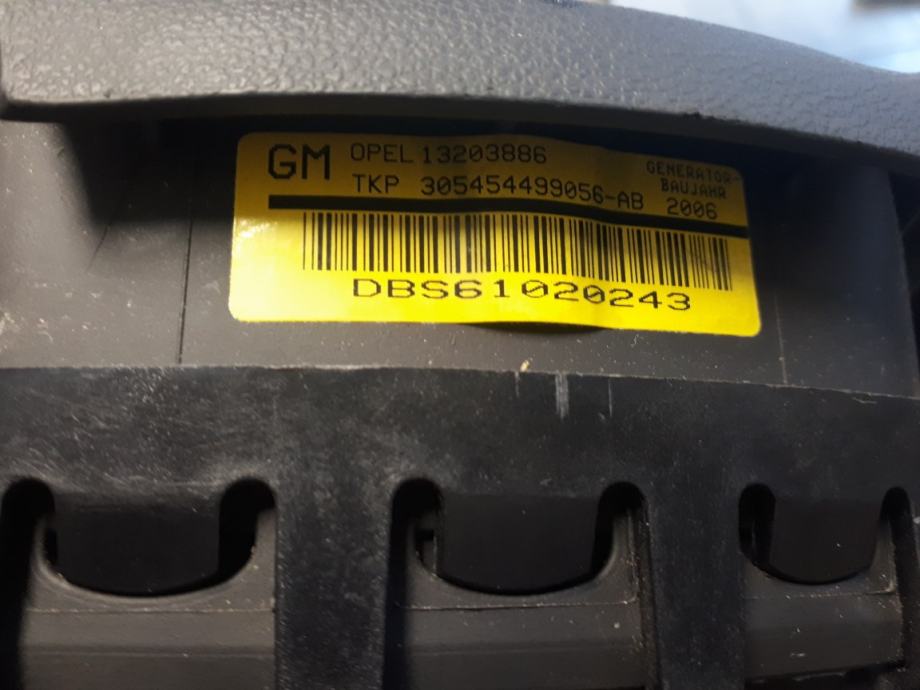 GM OPEL 13203886
TKP 305454499056-AB
GENERATOR-
BAUJAHR
2006
DBS61020243